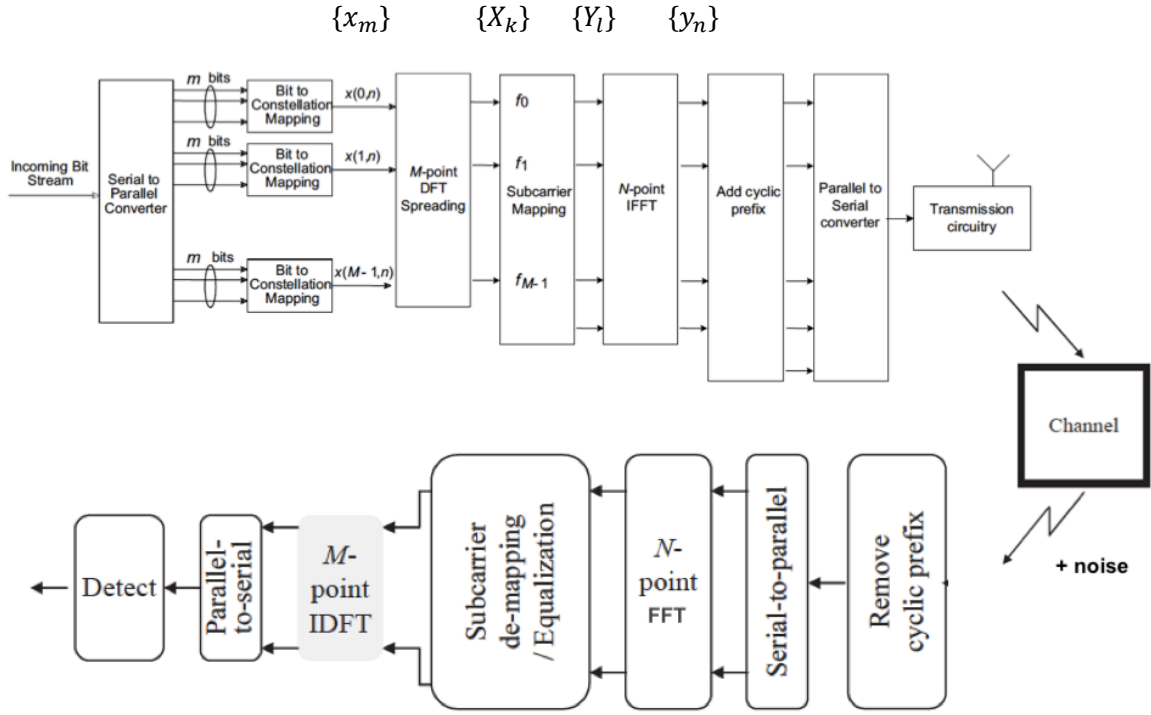 {x_m} {X_k} {Y_l} {y_n}
Incoming Bit
Stream
Serial to
Parallel
Converter
m bits
m bits
m bits
Bit to
Constellation
Mapping
Bit to
Constellation
Mapping
Bit to
Constellation
Mapping
x(0,n)
x(1,n)
x(M-1,n)
M-point
DFT
Spreading
f0
f1
Subcarrier
Mapping
fM-1
N-point
IFFT
Add cyclic
prefix
Parallel to
Serial
converter
Transmission
circuitry
Channel
+ noise
Remove
cyclic prefix
Serial-to-parallel
N-
point
FFT
Subcarrier
de-mapping
/ Equalization
M-
point
IDFT
Parallel-
to-serial
Detect